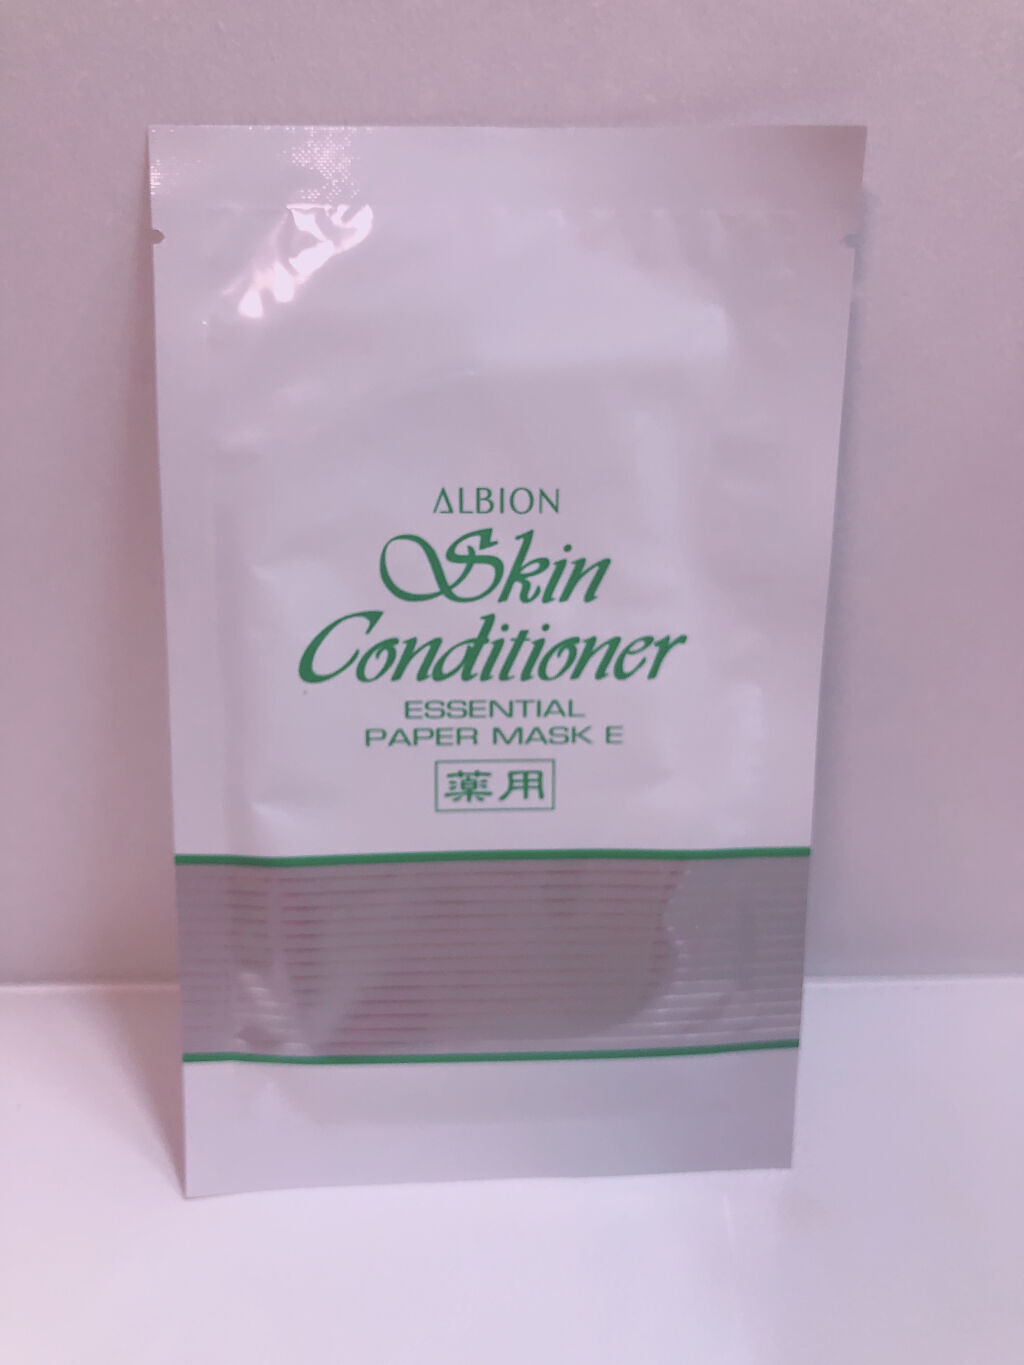 ALBION
Skin
Conditioner
ESSENTIAL
PAPER MASK E
薬用